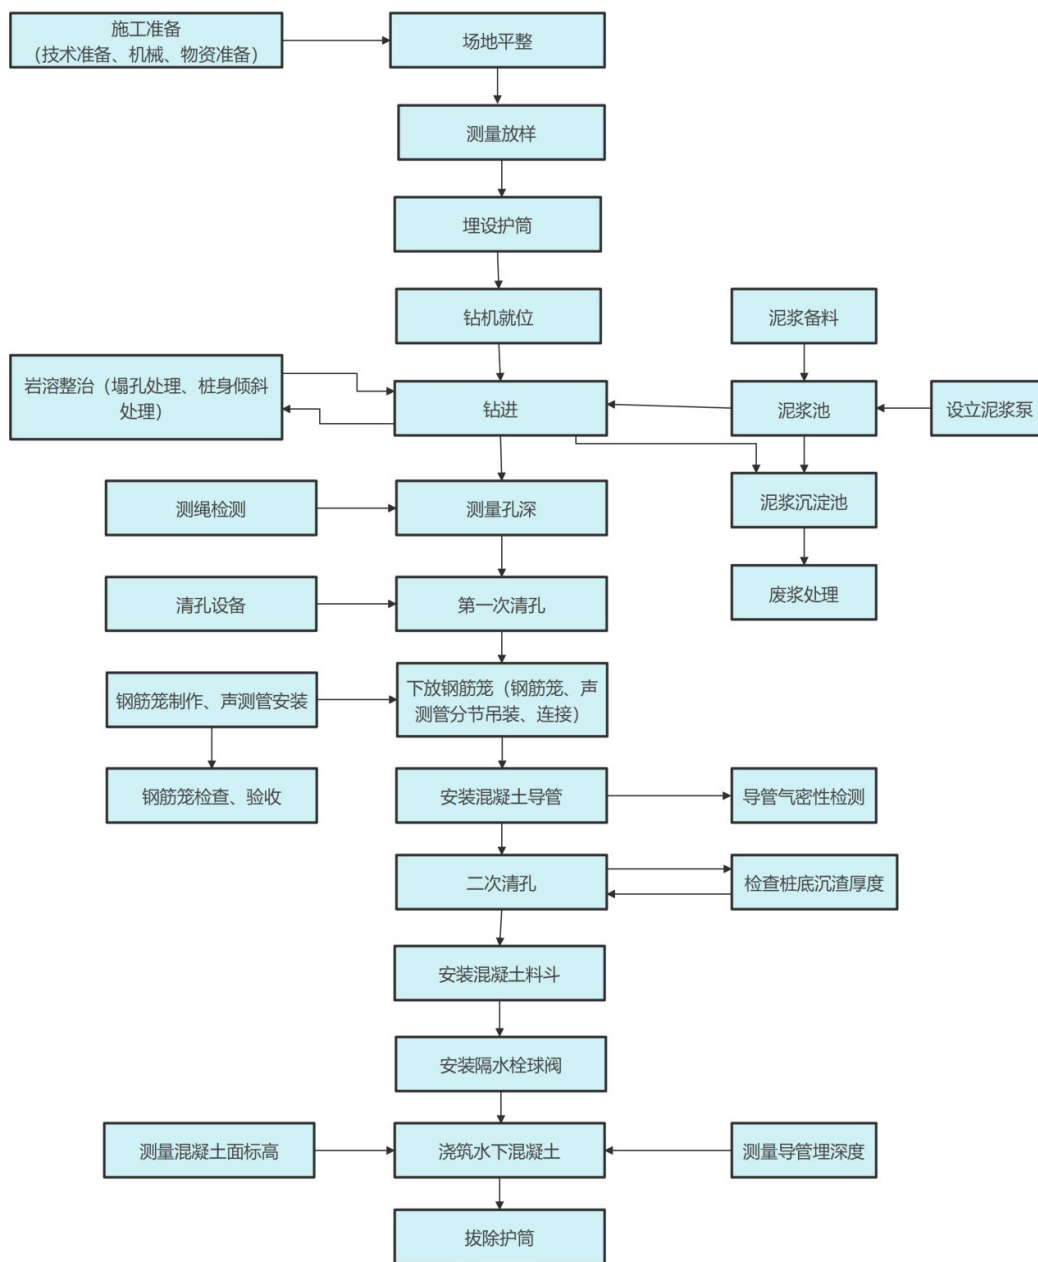 施工准备
（技术准备、机械、物资准备）
场地平整
测量放样
埋设护筒
钻机就位
泥浆备料
岩溶整治（塌孔处理、桩身倾斜
处理）
钻进
泥浆池
设立泥浆泵
测绳检测
测量孔深
泥浆沉淀池
清孔设备
第一次清孔
废浆处理
钢筋笼制作、声测管安装
下放钢筋笼（钢筋笼、声
测管分节吊装、连接）
钢筋笼检查、验收
安装混凝土导管
导管气密性检测
二次清孔
检查桩底沉渣厚度
安装混凝土料斗
安装隔水栓球阀
测量混凝土面标高
浇筑水下混凝土
测量导管埋深度
拔除护筒